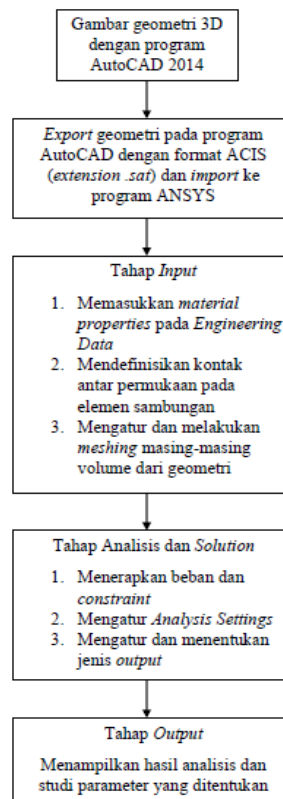 Gambar geometri 3D
dengan program
AutoCAD 2014
Export geometri pada program
AutoCAD dengan format ACIS
(extension .sat) dan import ke
program ANSYS
Tahap Input
1. Memasukkan material
properties pada Engineering
Data
2. Mendefinisikan kontak
antar permukaan pada
elemen sambungan
3. Mengatur dan melakukan
meshing masing-masing
volume dari geometri
Tahap Analisis dan Solution
1. Menerapkan beban dan
constraint
2. Mengatur Analysis Settings
3. Mengatur dan menentukan
jenis output
Tahap Output
Menampilkan hasil analisis dan
studi parameter yang ditentukan